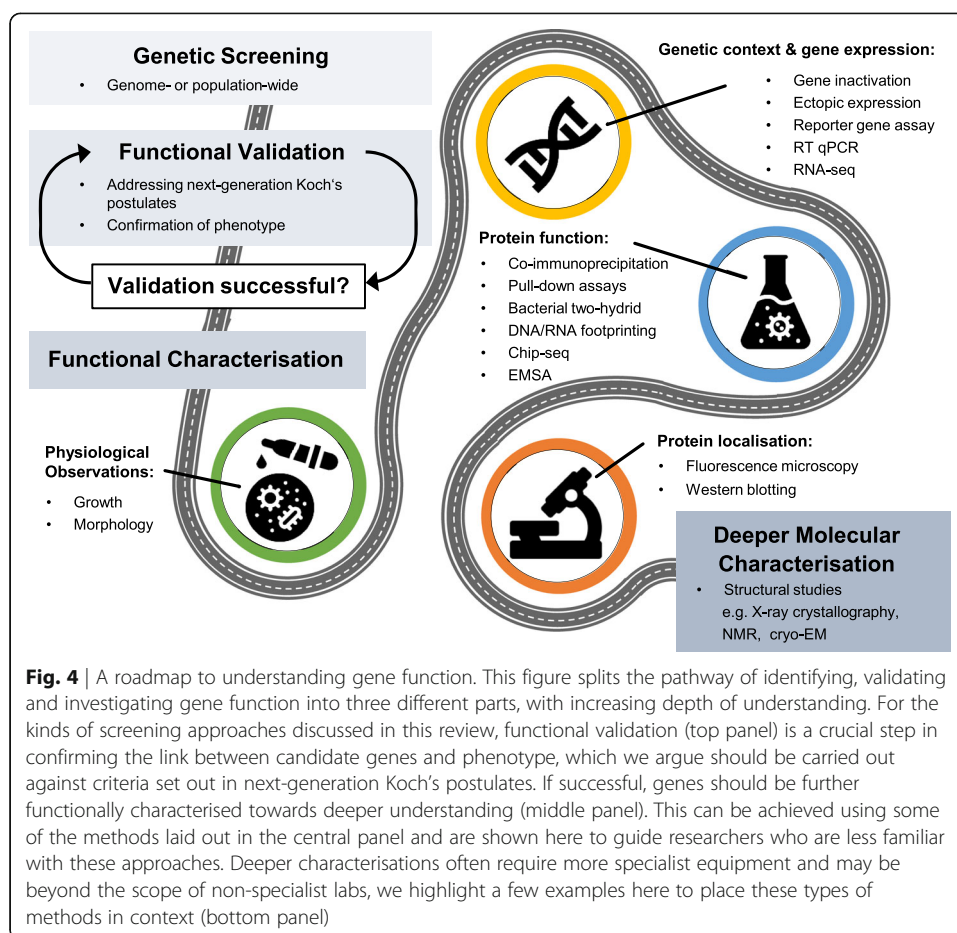 Genetic Screening
• Genome- or population-wide
Functional Validation
• Addressing next-generation Koch's
postulates
• Confirmation of phenotype
Validation successful?
Functional Characterisation
Physiological
Observations:
• Growth
• Morphology
Genetic context & gene expression:
• Gene inactivation
• Ectopic expression
• Reporter gene assay
• RT qPCR
• RNA-seq
Protein function:
• Co-immunoprecipitation
• Pull-down assays
• Bacterial two-hydrid
• DNA/RNA footprinting
• Chip-seq
• EMSA
Protein localisation:
• Fluorescence microscopy
• Western blotting
Deeper Molecular
Characterisation
• Structural studies
e.g. X-ray crystallography,
NMR, cryo-EM
Fig. 4 | A roadmap to understanding gene function. This figure splits the pathway of identifying, validating
and investigating gene function into three different parts, with increasing depth of understanding. For the
kinds of screening approaches discussed in this review, functional validation (top panel) is a crucial step in
confirming the link between candidate genes and phenotype, which we argue should be carried out
against criteria set out in next-generation Koch's postulates. If successful, genes should be further
functionally characterised towards deeper understanding (middle panel). This can be achieved using some
of the methods laid out in the central panel and are shown here to guide researchers who are less familiar
with these approaches. Deeper characterisations often require more specialist equipment and may be
beyond the scope of non-specialist labs, we highlight a few examples here to place these types of
methods in context (bottom panel)